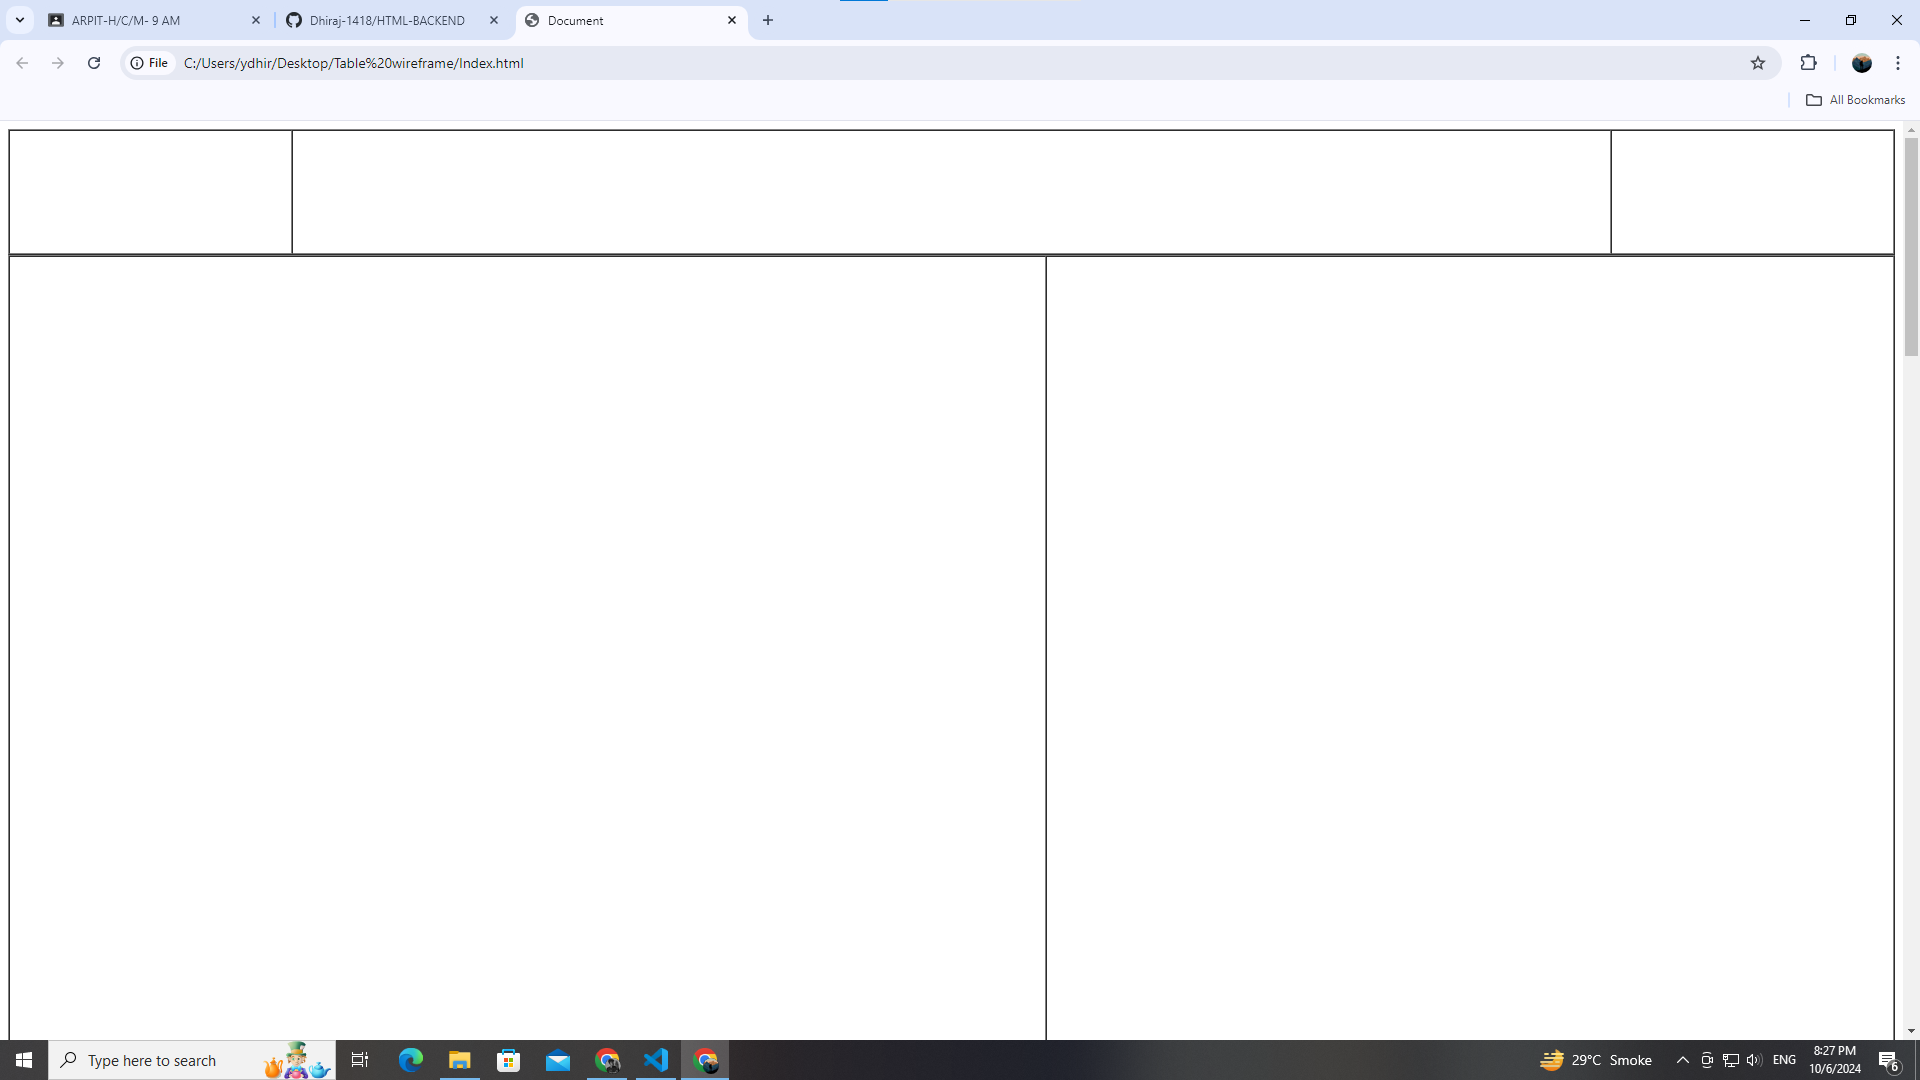 ARPIT-H/C/M- 9 AM
Dhiraj-1418/HTML-BACKEND
Document
File
C:/Users/ydhir/Desktop/Table%20wireframe/Index.html
All Bookmarks
Type here to search
29°C Smoke
ENG
8:27 PM
10/6/2024
6